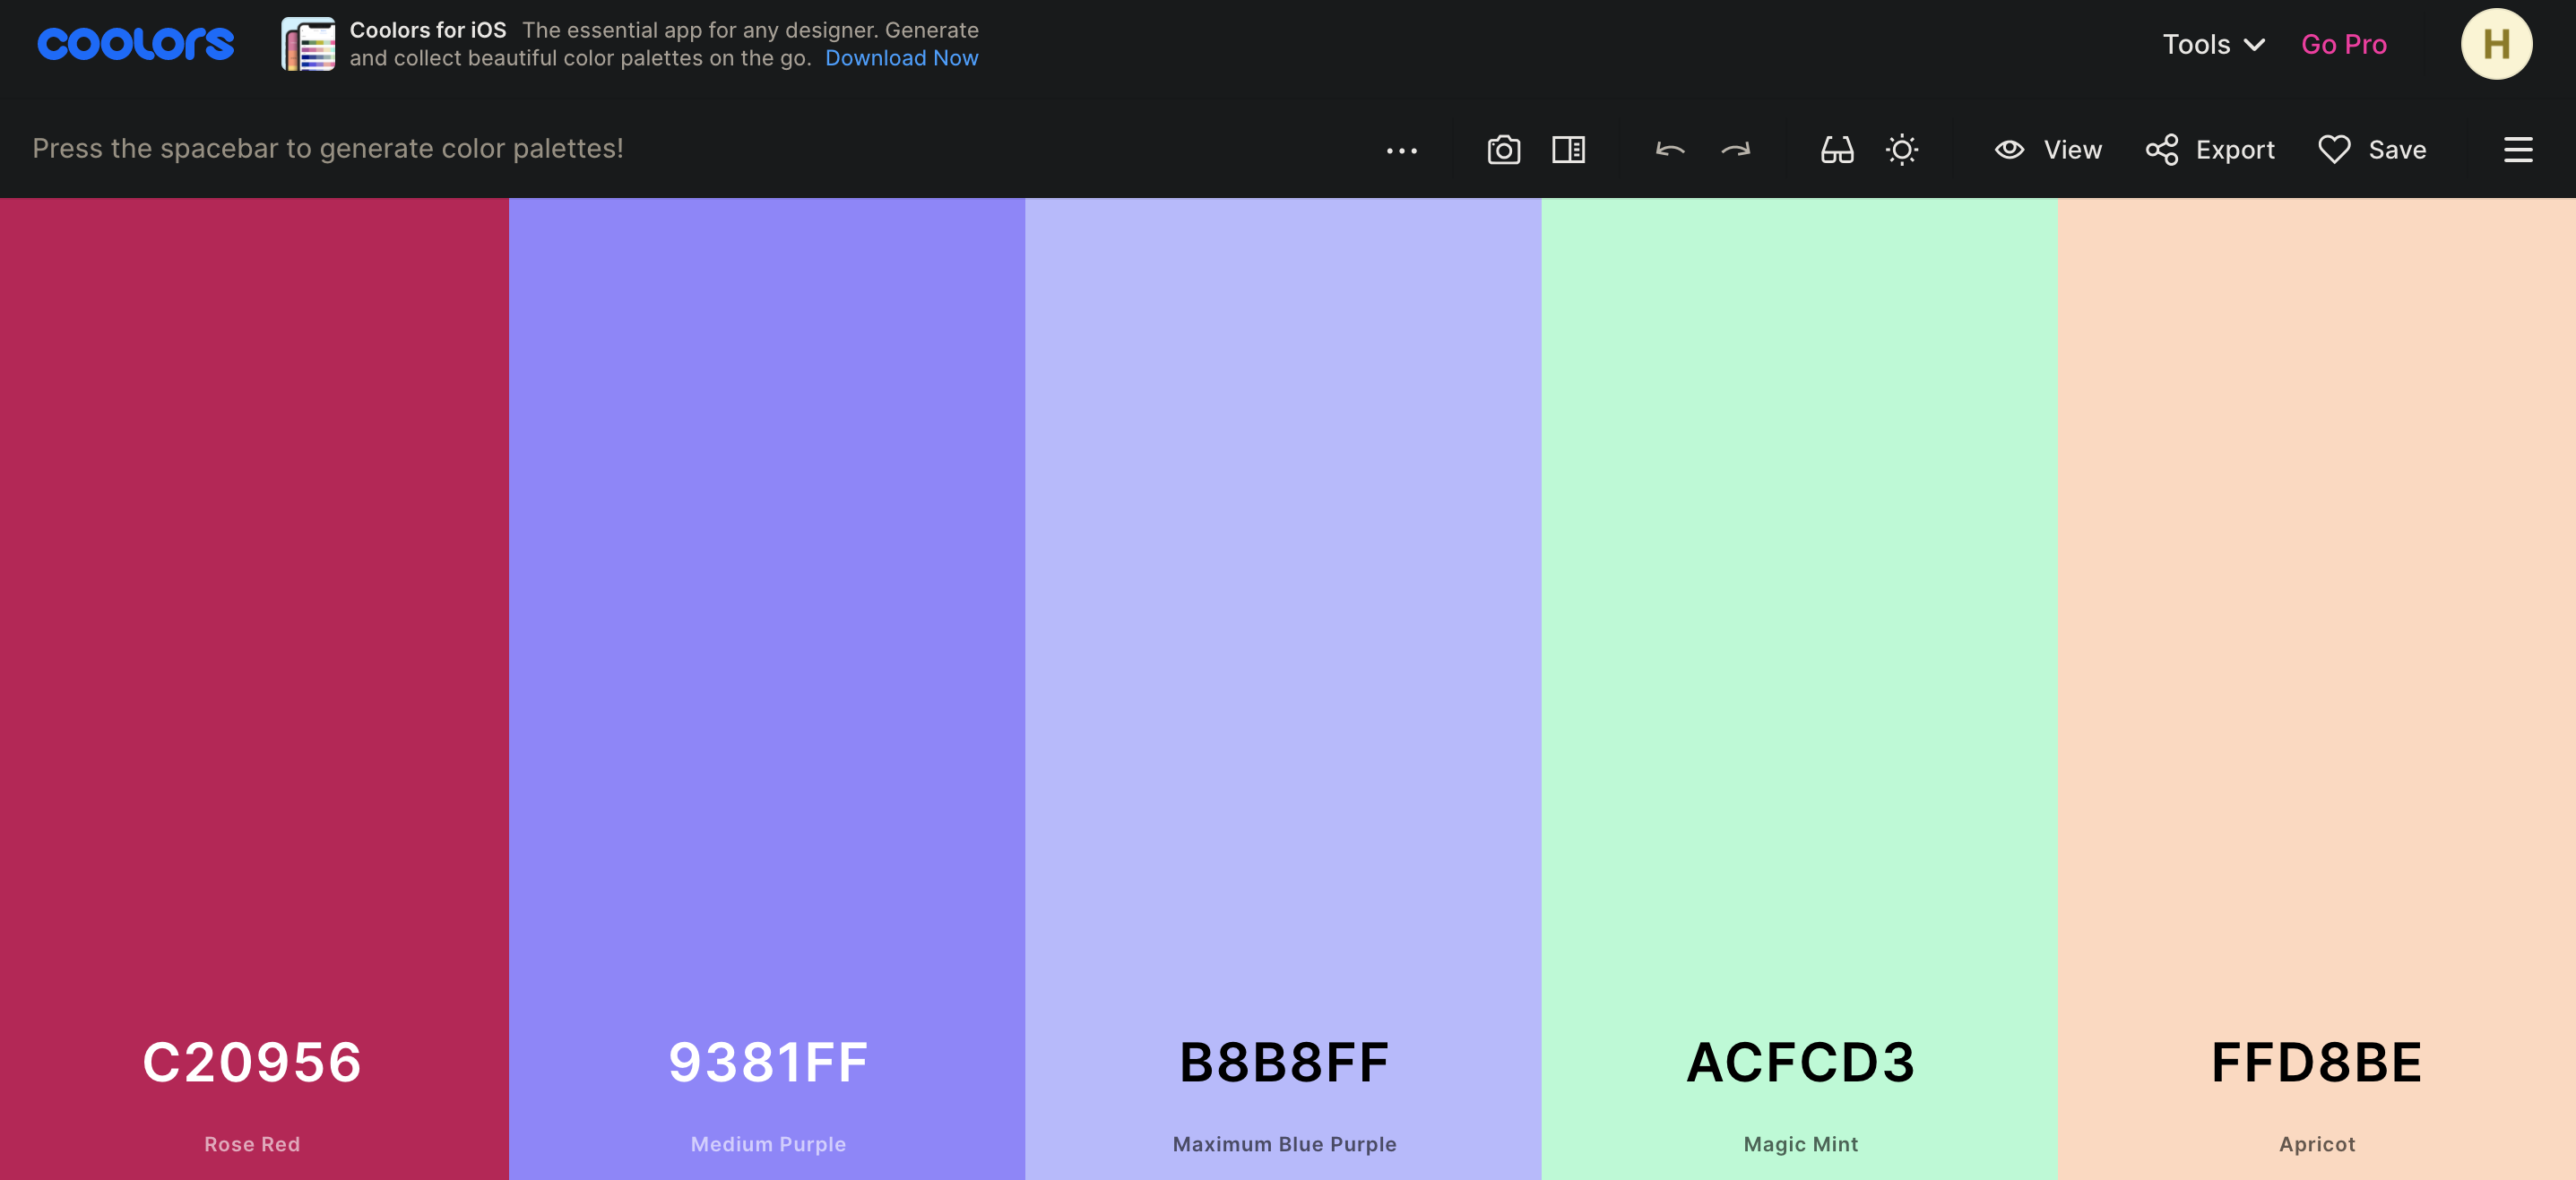 coolors
Coolors for iOS The essential app for any designer. Generate
and collect beautiful color palettes on the go. Download Now
Tools
Go Pro
H
Press the spacebar to generate color palettes!
View
Export
Save
C20956
9381FF
B8B8FF
ACFCD3
FFD8BE
Rose Red
Medium Purple
Maximum Blue Purple
Magic Mint
Apricot